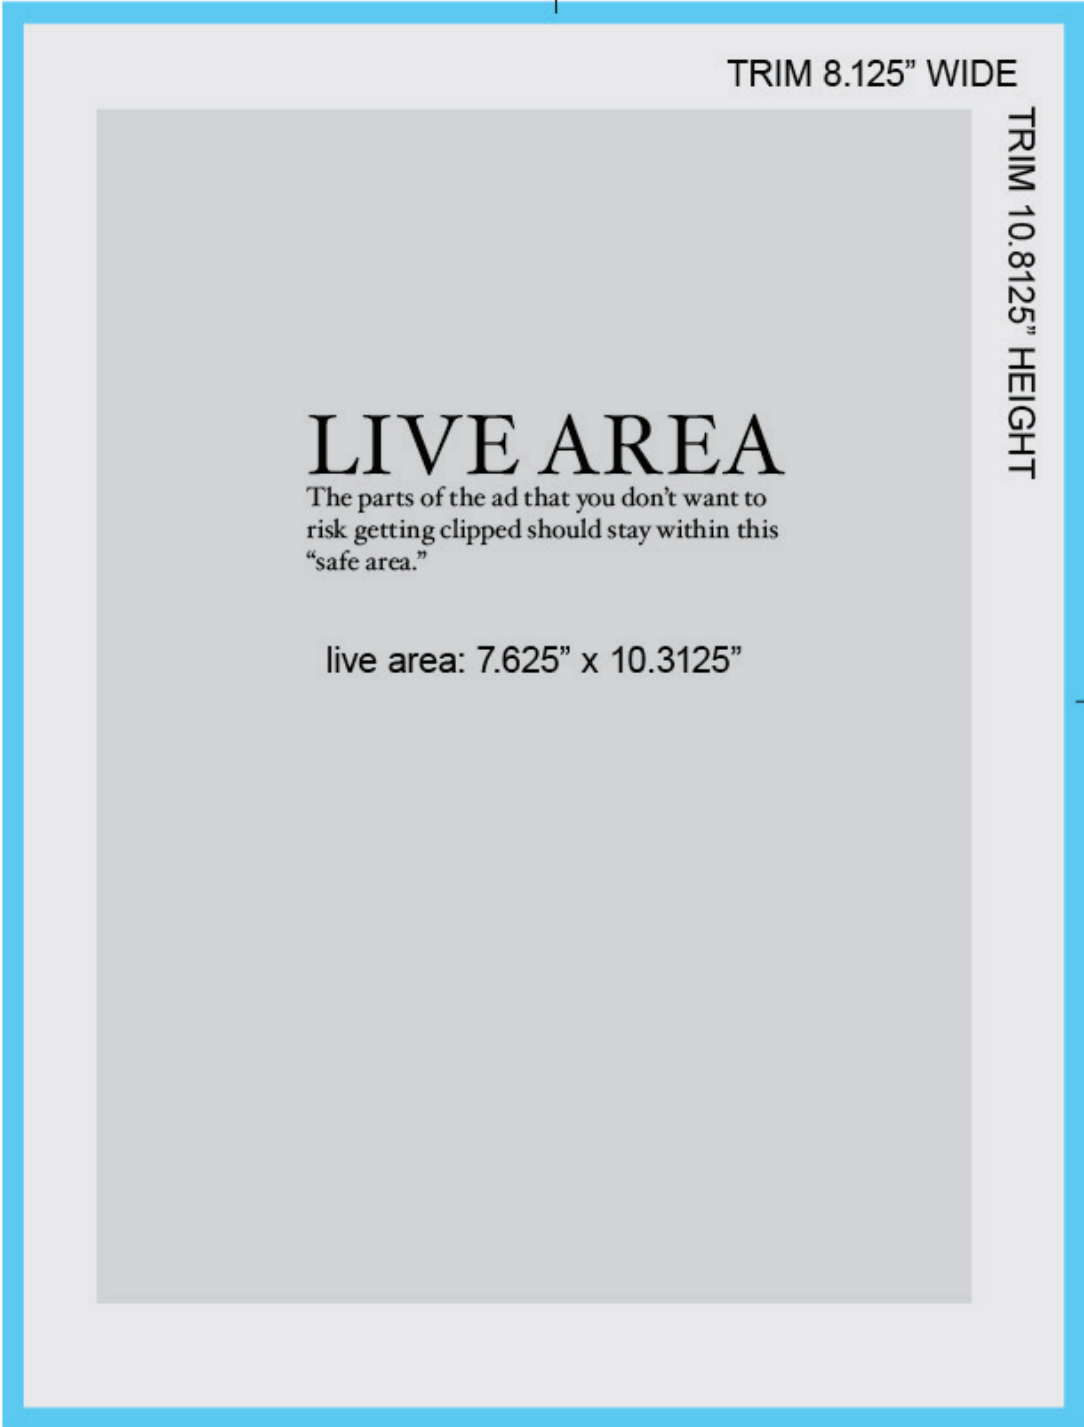 TRIM 8.125” WIDE
TRIM 10.8125” HEIGHT
LIVE AREA
The parts of the ad that you don’t want to
risk getting clipped should stay within this
“safe area.”
live area: 7.625” x 10.3125”